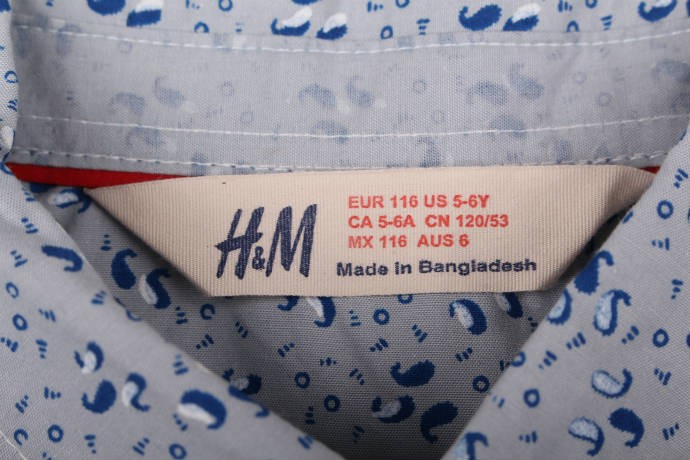 H&M
EUR 116 US 5-6Y
CA 5-6A CN 120/53
MX 116 AUS 6
Made in Bangladesh